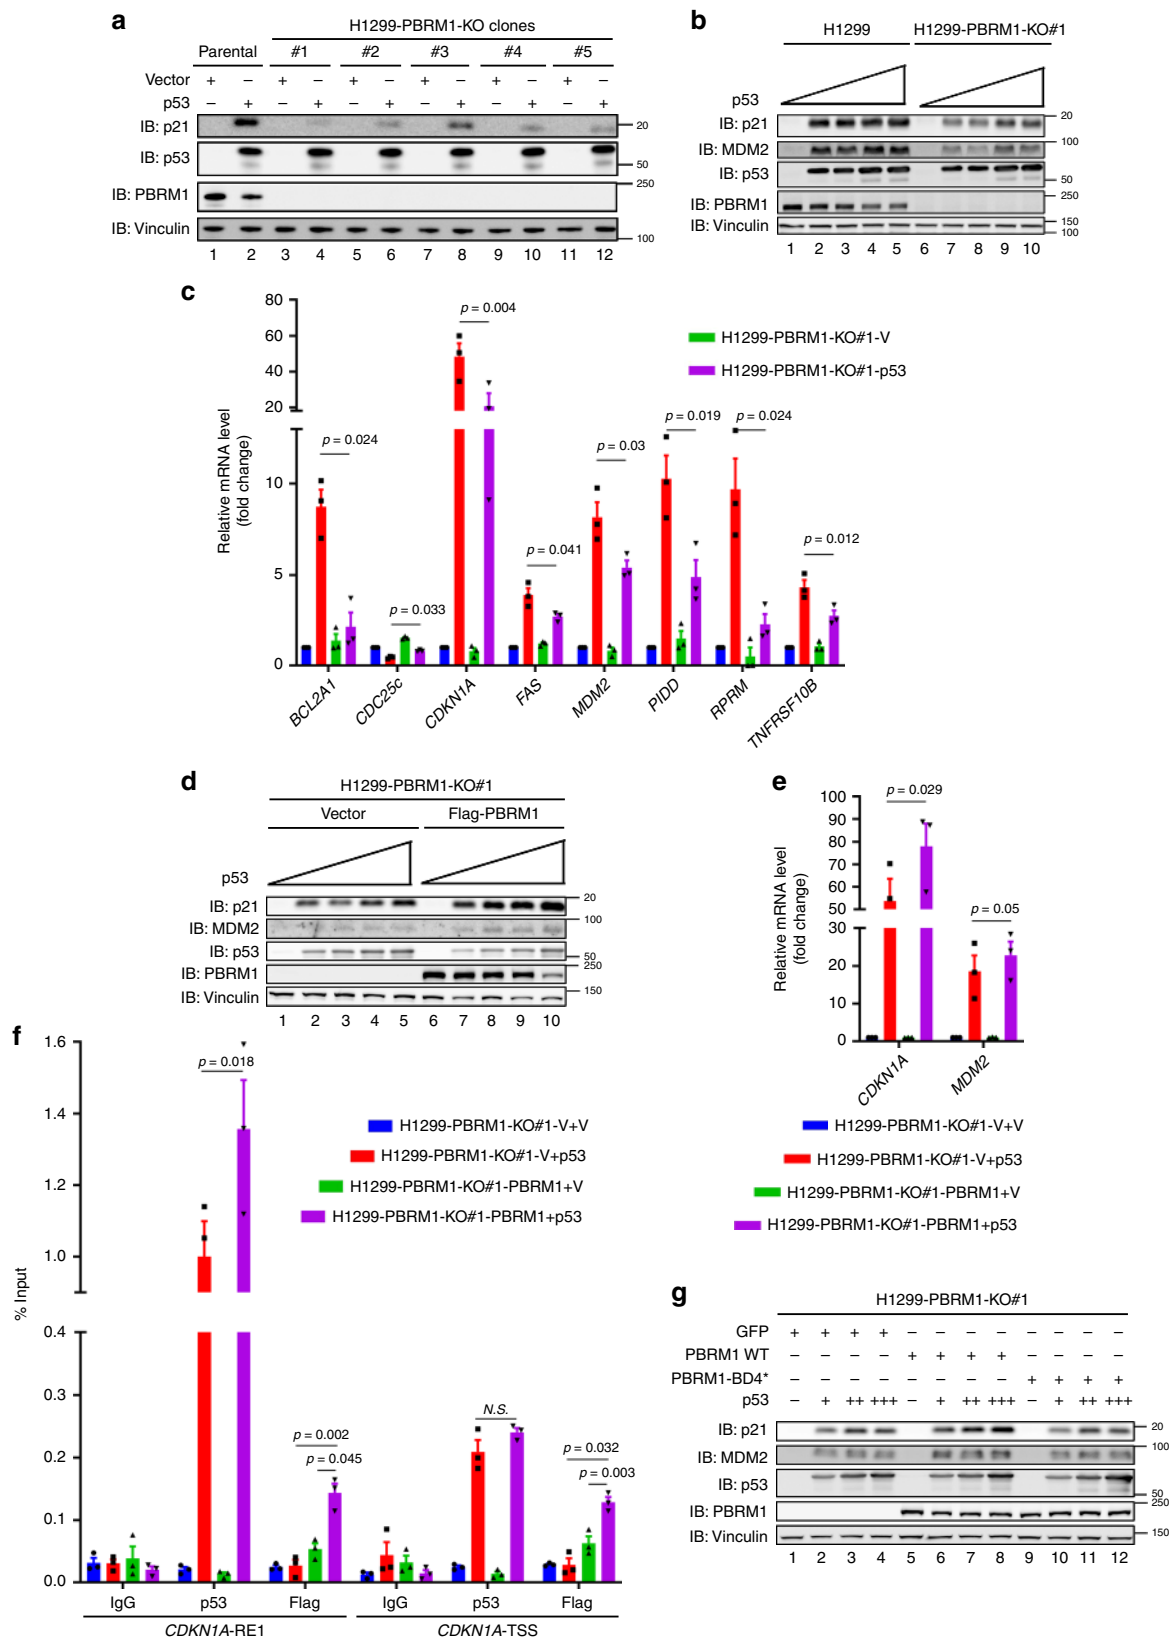 a
H1299-PBRM1-KO clones
Parental #1 #2 #3 #4 #5
Vector + – + – + – + – + – + –
p53 – + – + – + – + – + – +
IB: p21 20
IB: p53 50
IB: PBRM1 250
IB: Vinculin 100
1 2 3 4 5 6 7 8 9 10 11 12
b
H1299 H1299-PBRM1-KO#1
p53
IB: p21 20
IB: MDM2 100
IB: p53 50
IB: PBRM1 250
IB: Vinculin 150
100
1 2 3 4 5 6 7 8 9 10
c
Relative mRNA level
(fold change)
80
60
40
20
10
5
0
p = 0.024
p = 0.033
p = 0.004
p = 0.041
p = 0.03
p = 0.019
p = 0.024
p = 0.012
H1299-PBRM1-KO#1-V
H1299-PBRM1-KO#1-p53
BCL2A1 CDC25c CDKN1A FAS MDM2 PIDD RPRM TNFRSF10B
d
H1299-PBRM1-KO#1
Vector Flag-PBRM1
p53
IB: p21 20
IB: MDM2 100
IB: p53 50
IB: PBRM1 250
IB: Vinculin 150
1 2 3 4 5 6 7 8 9 10
e
Relative mRNA level
(fold change)
100
90
80
70
60
50
30
20
10
0
p = 0.029
p = 0.05
CDKN1A MDM2
H1299-PBRM1-KO#1-V+V
H1299-PBRM1-KO#1-V+p53
H1299-PBRM1-KO#1-PBRM1+V
H1299-PBRM1-KO#1-PBRM1+p53
f
% Input
1.6
1.4
1.2
1.0
0.4
0.3
0.2
0.1
0.0
p = 0.018
p = 0.002
p = 0.045
N.S.
p = 0.032
p = 0.003
H1299-PBRM1-KO#1-V+V
H1299-PBRM1-KO#1-V+p53
H1299-PBRM1-KO#1-PBRM1+V
H1299-PBRM1-KO#1-PBRM1+p53
IgG p53 Flag IgG p53 Flag
CDKN1A-RE1 CDKN1A-TSS
g
H1299-PBRM1-KO#1
GFP + + + + – – – – – – – –
PBRM1 WT – – – – + + + + – – – –
PBRM1-BD4* – – – – – – – – + + + +
p53 – + ++ +++ – + ++ +++ – + ++ +++
IB: p21 20
IB: MDM2 100
IB: p53 50
IB: PBRM1 250
IB: Vinculin 150
1 2 3 4 5 6 7 8 9 10 11 12